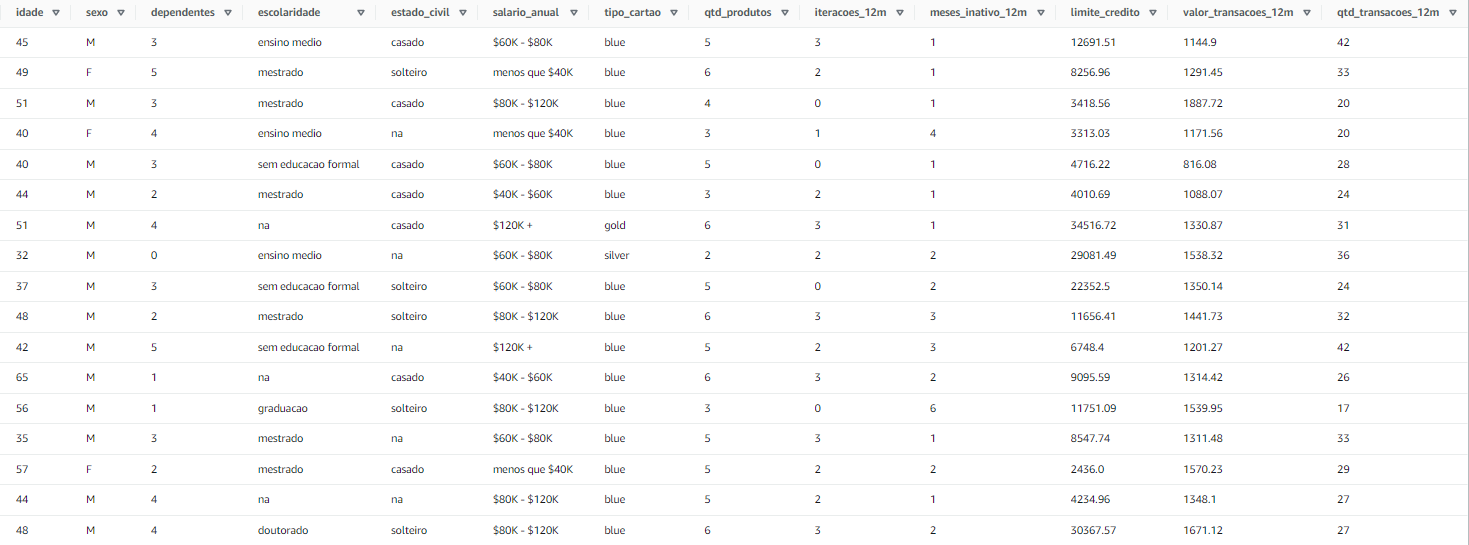 idade sexo dependentes escolaridade estado_civil salario_anual tipo_cartao qtd_produtos iteracoes_12m meses_inativo_12m limite_credito valor_transacoes_12m qtd_transacoes_12m
45 M 3 ensino medio casado $60K - $80K blue 5 3 1 12691.51 1144.9 42
49 F 5 mestrado solteiro menos que $40K blue 6 2 1 8256.96 1291.45 33
51 M 3 mestrado casado $80K - $120K blue 4 0 1 3418.56 1887.72 20
40 F 4 ensino medio na menos que $40K blue 3 1 4 3313.03 1171.56 20
40 M 3 sem educacao formal casado $60K - $80K blue 5 0 1 4716.22 816.08 28
44 M 2 mestrado casado $40K - $60K blue 3 2 1 4010.69 1088.07 24
51 M 4 na casado $120K + gold 6 3 1 34516.72 1330.87 31
32 M 0 ensino medio na $60K - $80K silver 2 2 2 29081.49 1538.32 36
37 M 3 sem educacao formal solteiro $60K - $80K blue 5 0 2 22352.5 1350.14 24
48 M 2 mestrado solteiro $80K - $120K blue 6 3 3 11656.41 1441.73 32
42 M 5 sem educacao formal na $120K + blue 5 2 3 6748.4 1201.27 42
65 M 1 na casado $40K - $60K blue 6 3 2 9095.59 1314.42 26
56 M 1 graduacao solteiro $80K - $120K blue 3 0 6 11751.09 1539.95 17
35 M 3 mestrado na $60K - $80K blue 5 3 1 8547.74 1311.48 33
57 F 2 mestrado casado menos que $40K blue 5 2 2 2436.0 1570.23 29
44 M 4 na na $80K - $120K blue 5 2 1 4234.96 1348.1 27
48 M 4 doutorado solteiro $80K - $120K blue 6 3 2 30367.57 1671.12 27